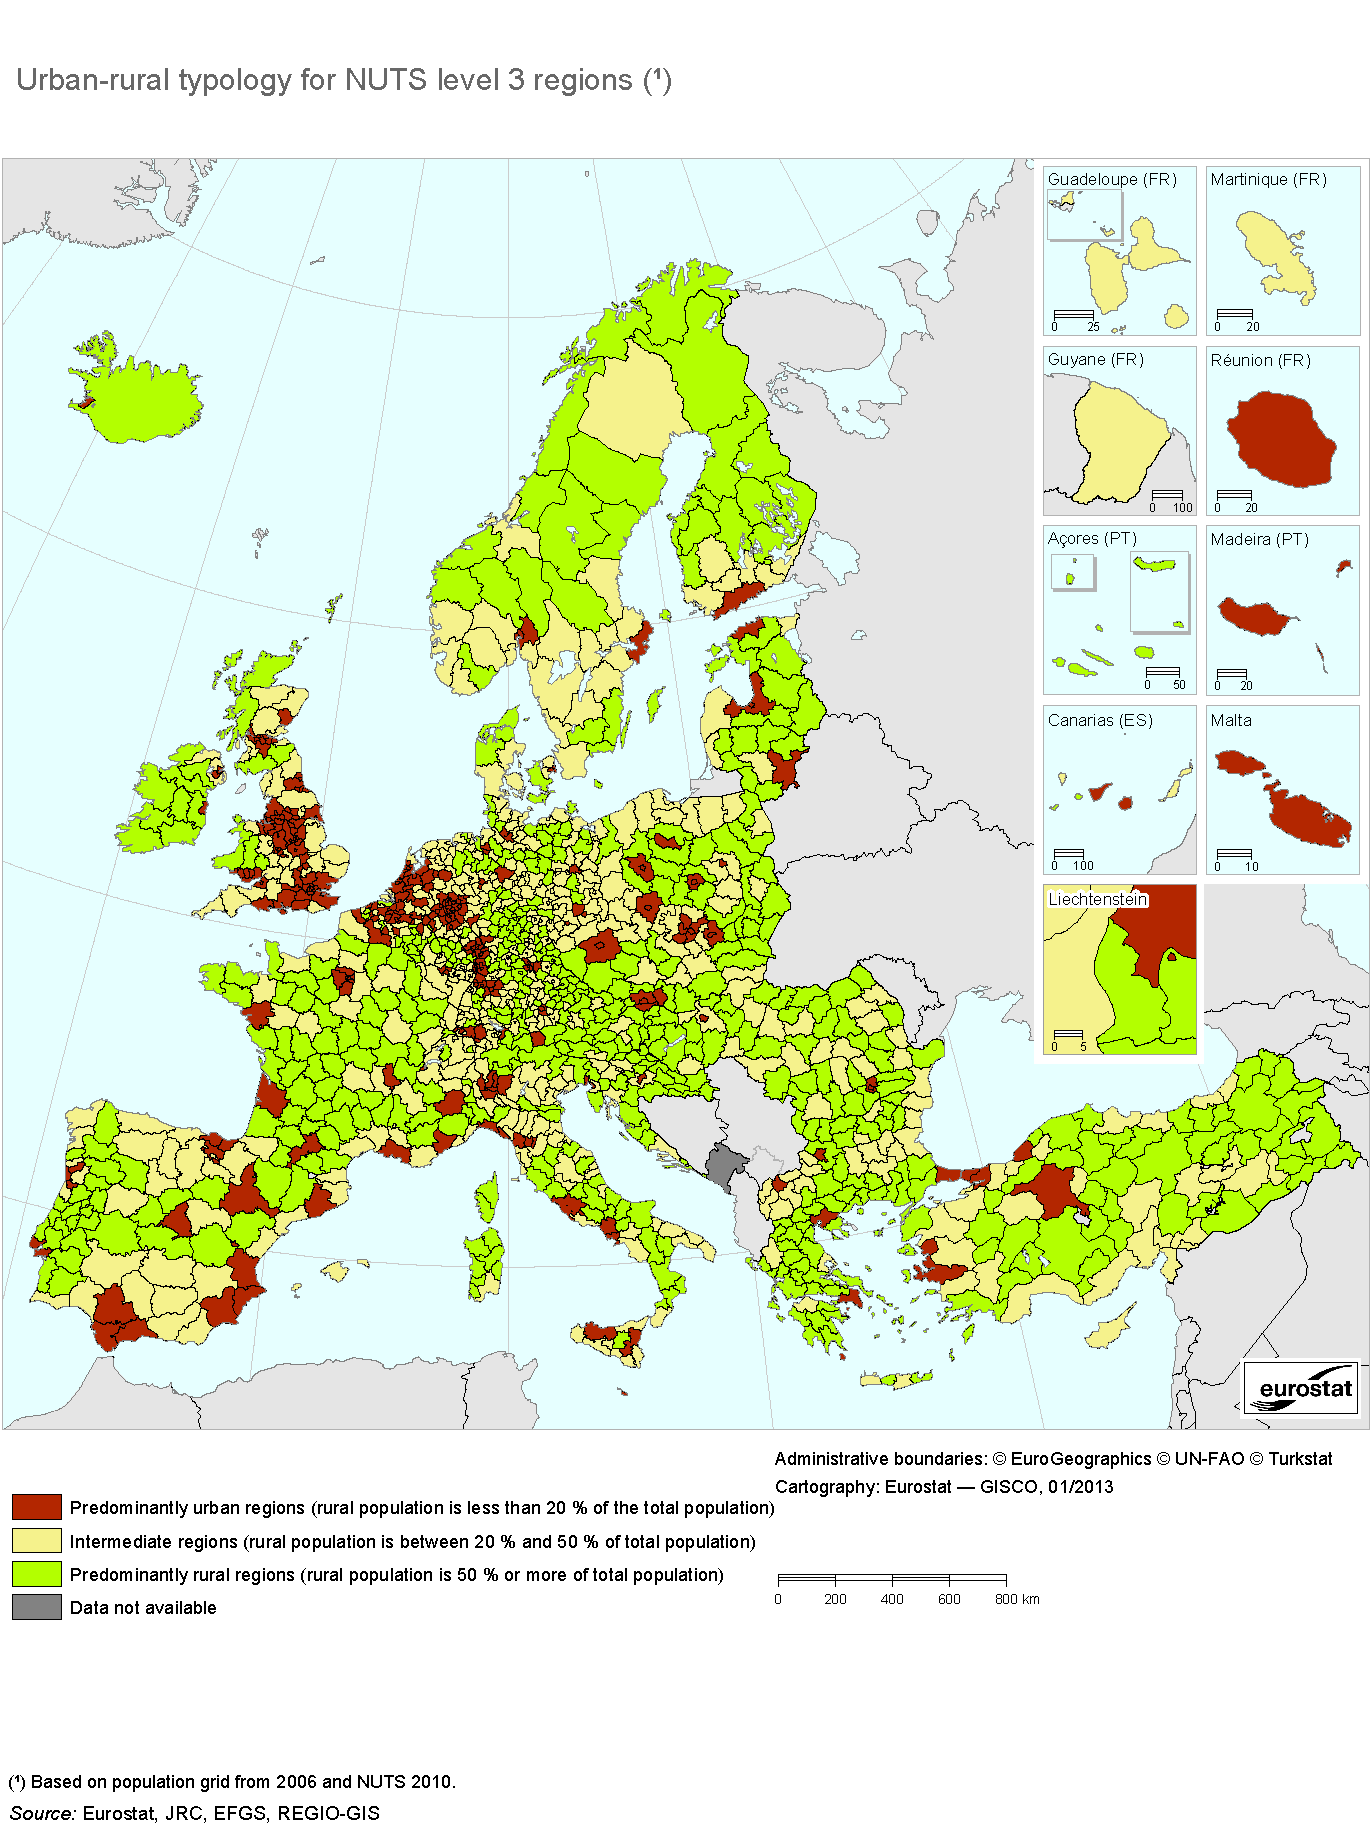 Urban-rural typology for NUTS level 3 regions (¹)
Guadeloupe (FR)
0 25
Martinique (FR)
0 20
Guyane (FR)
0 100
Réunion (FR)
0 20
Açores (PT)
0 50
Madeira (PT)
0 20
Canarias (ES)
0 100
Malta
0 10
Liechtenstein
0 5
eurostat
Administrative boundaries: © EuroGeographics © UN-FAO © Turkstat
Cartography: Eurostat — GISCO, 01/2013
Predominantly urban regions (rural population is less than 20 % of the total population)
Intermediate regions (rural population is between 20 % and 50 % of total population)
Predominantly rural regions (rural population is 50 % or more of total population)
Data not available
0 200 400 600 800 km
(¹) Based on population grid from 2006 and NUTS 2010.
Source: Eurostat, JRC, EFGS, REGIO-GIS